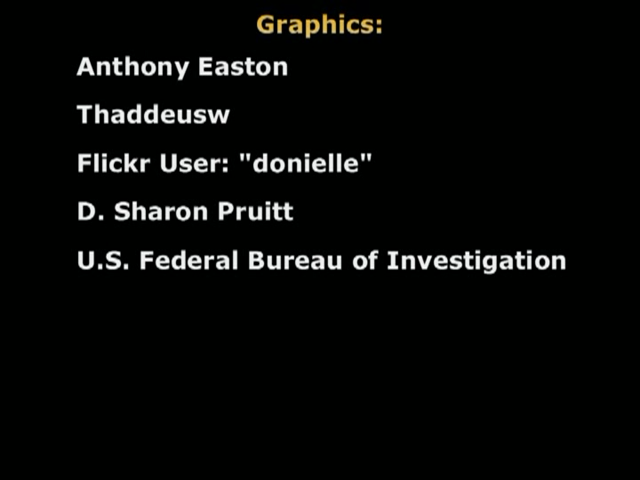 Graphics:
Anthony Easton
Thaddeusw
Flickr User: "donielle"
D. Sharon Pruitt
U.S. Federal Bureau of Investigation